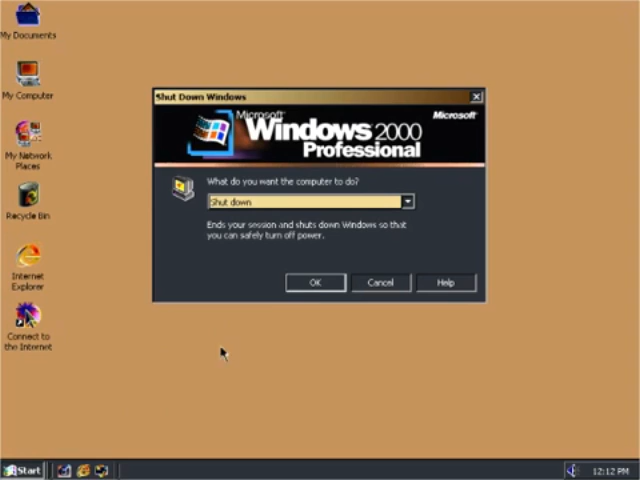 My Documents
My Computer
My Network
Places
Recycle Bin
Internet
Explorer
Connect to
the Internet
Shut Down Windows
Microsoft
Windows 2000
Professional
Microsoft
What do you want the computer to do?
Shut down
Ends your session and shuts down Windows so that
you can safely turn off power.
OK
Cancel
Help
Start
12:12 PM